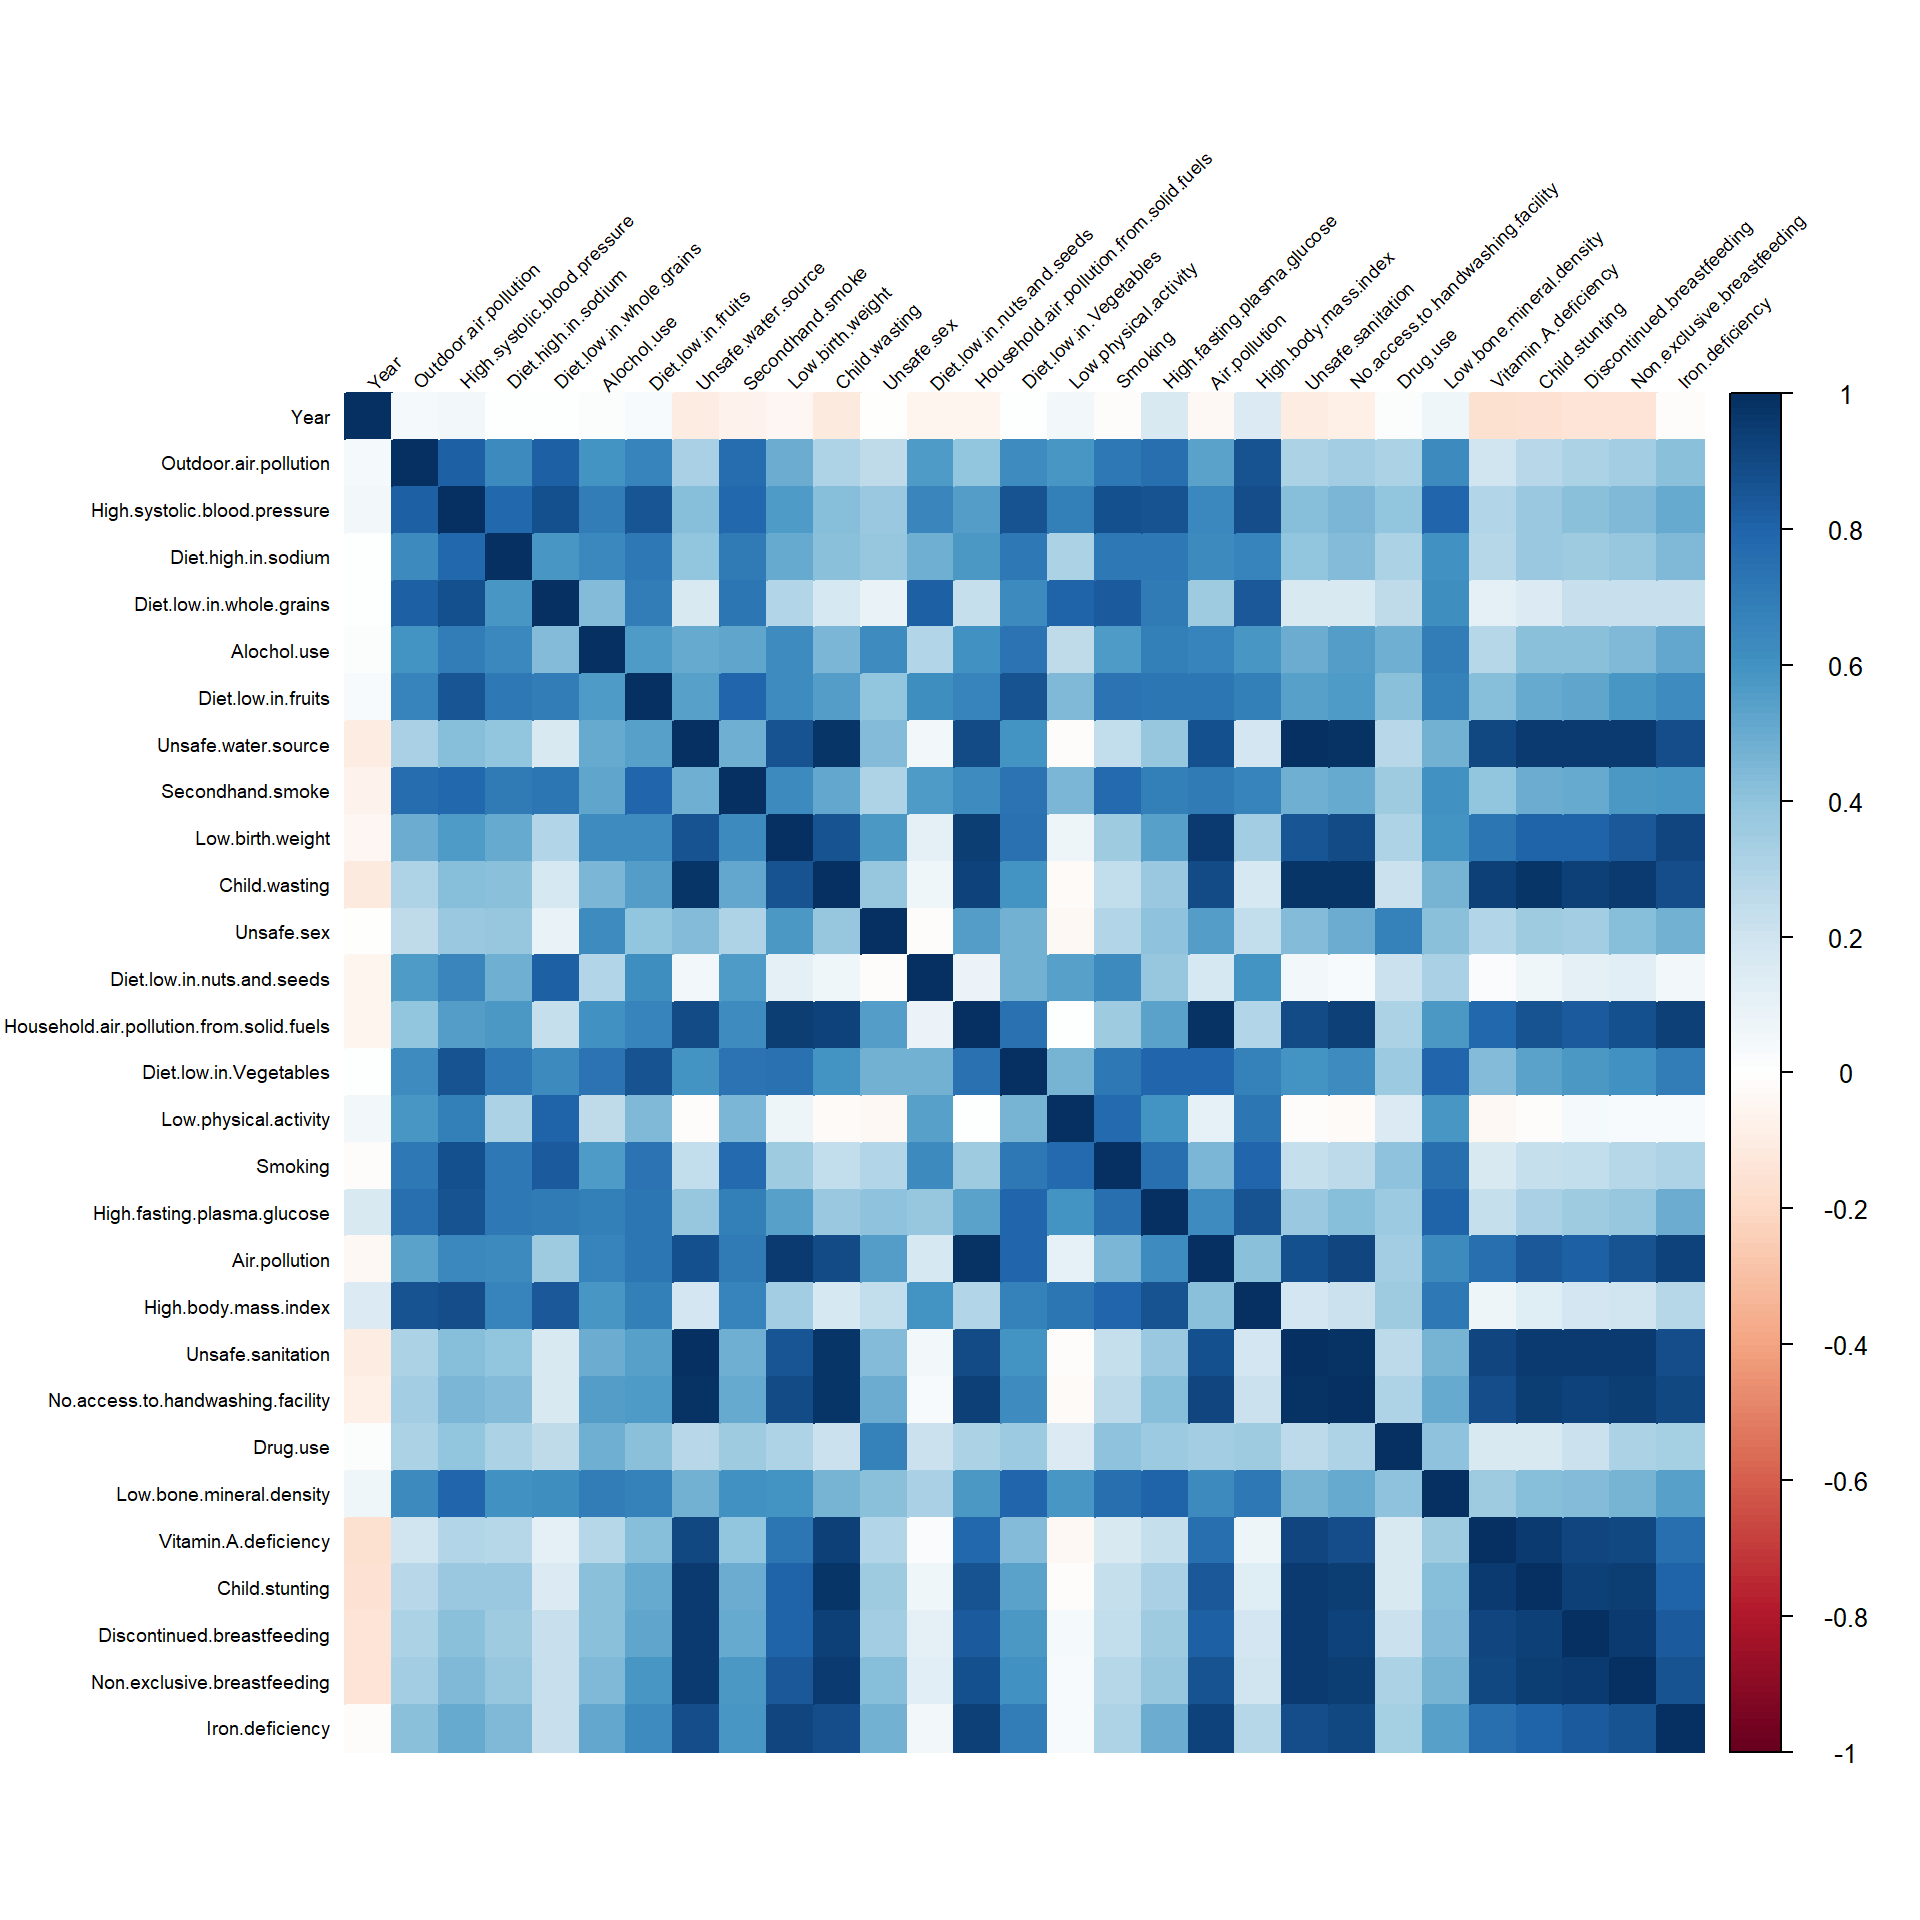 Year
Outdoor.air.pollution
High.systolic.blood.pressure
Diet.high.in.sodium
Diet.low.in.whole.grains
Alochol.use
Diet.low.in.fruits
Unsafe.water.source
Secondhand.smoke
Low.birth.weight
Child.wasting
Unsafe.sex
Diet.low.in.nuts.and.seeds
Household.air.pollution.from.solid.fuels
Diet.low.in.Vegetables
Low.physical.activity
Smoking
High.fasting.plasma.glucose
Air.pollution
High.body.mass.index
Unsafe.sanitation
No.access.to.handwashing.facility
Drug.use
Low.bone.mineral.density
Vitamin.A.deficiency
Child.stunting
Discontinued.breastfeeding
Non.exclusive.breastfeeding
Iron.deficiency
Year
Outdoor.air.pollution
High.systolic.blood.pressure
Diet.high.in.sodium
Diet.low.in.whole.grains
Alochol.use
Diet.low.in.fruits
Unsafe.water.source
Secondhand.smoke
Low.birth.weight
Child.wasting
Unsafe.sex
Diet.low.in.nuts.and.seeds
Household.air.pollution.from.solid.fuels
Diet.low.in.Vegetables
Low.physical.activity
Smoking
High.fasting.plasma.glucose
Air.pollution
High.body.mass.index
Unsafe.sanitation
No.access.to.handwashing.facility
Drug.use
Low.bone.mineral.density
Vitamin.A.deficiency
Child.stunting
Discontinued.breastfeeding
Non.exclusive.breastfeeding
Iron.deficiency
1
0.8
0.6
0.4
0.2
0
-0.2
-0.4
-0.6
-0.8
-1